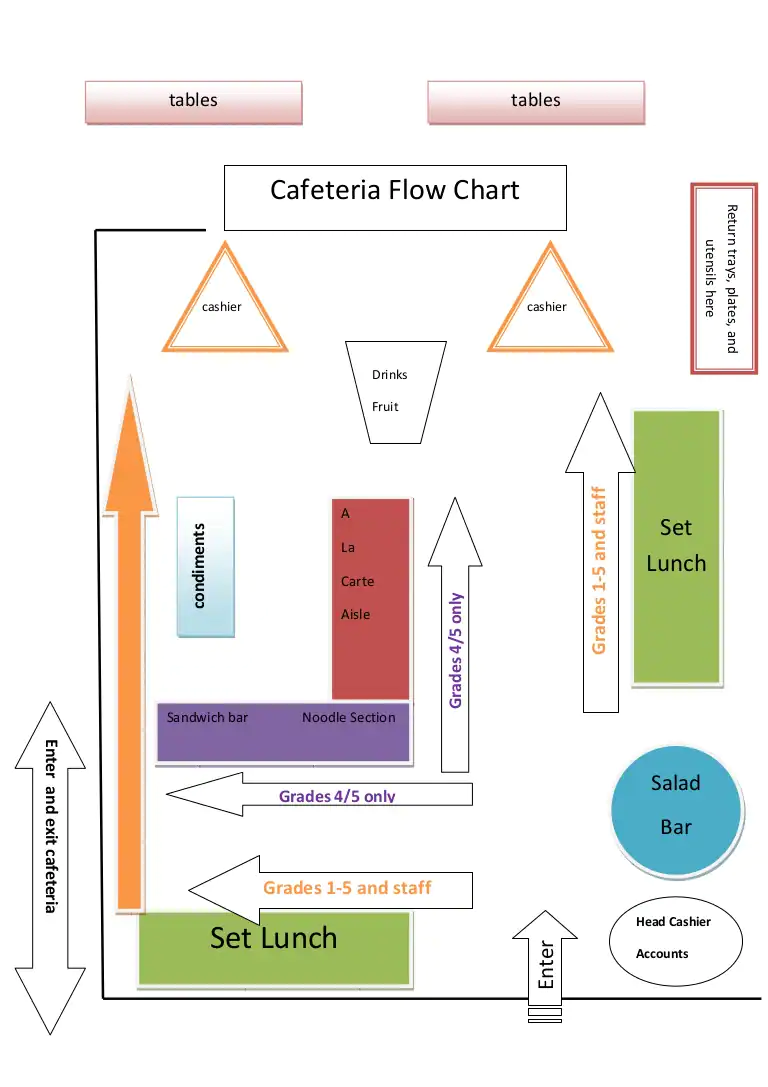 tables
tables
Cafeteria Flow Chart
Return trays, plates, and
utensils here
cashier
cashier
Drinks
Fruit
condiments
A
La
Carte
Aisle
Grades 4/5 only
Grades 1-5 and staff
Set
Lunch
Sandwich bar Noodle Section
Enter and exit cafeteria
Grades 4/5 only
Salad
Bar
Grades 1-5 and staff
Set Lunch
Enter
Head Cashier
Accounts